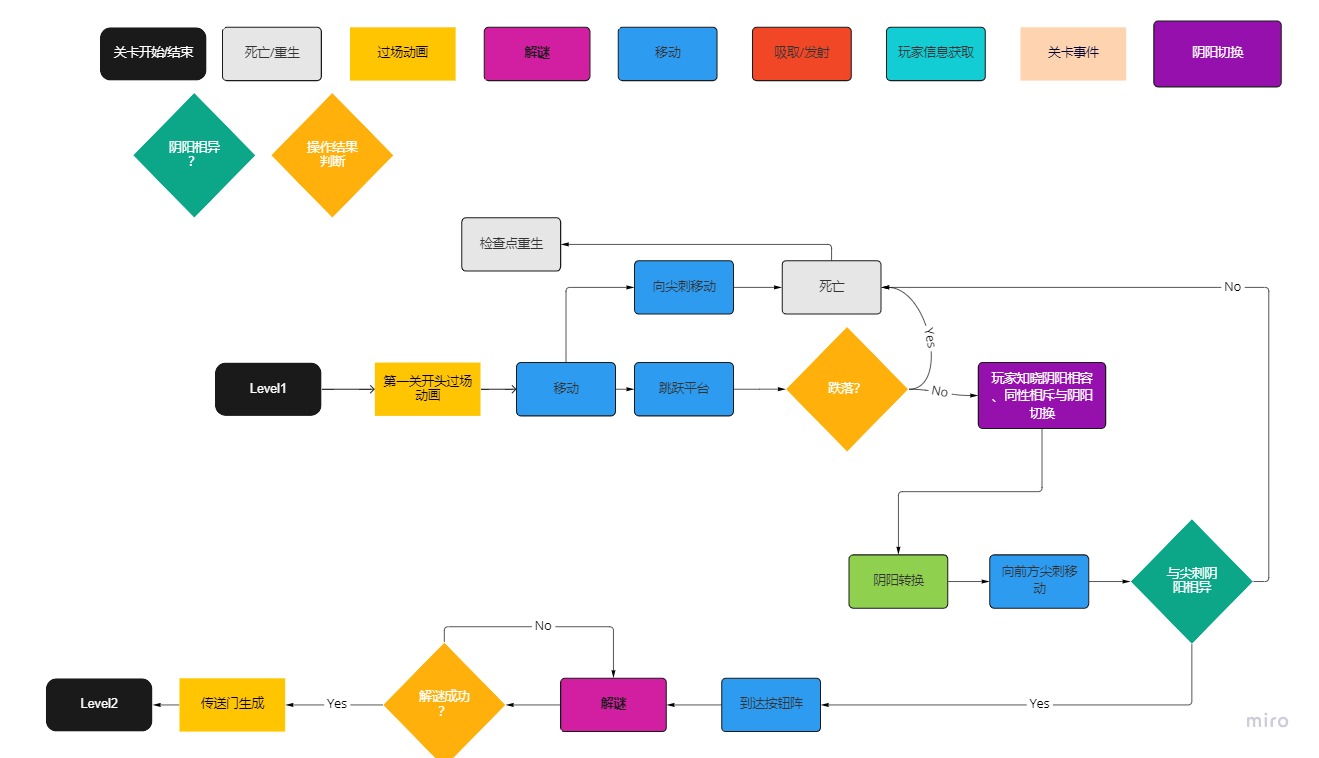 关卡开始/结束
死亡/重生
过场动画
解谜
移动
吸取/发射
玩家信息获取
关卡事件
阴阳切换
阴阳相异
？
操作结果
判断
检查点重生
向尖刺移动
死亡
No
Yes
Level1
第一关开头过场
动画
移动
跳跃平台
跌落？
No
玩家知晓阴阳相容
、同性相斥与阴阳
切换
阴阳转换
向前方尖刺移
动
与尖刺阴
阳相异
No
Level2
传送门生成
Yes
解谜成功
？
解谜
到达按钮阵
Yes
miro